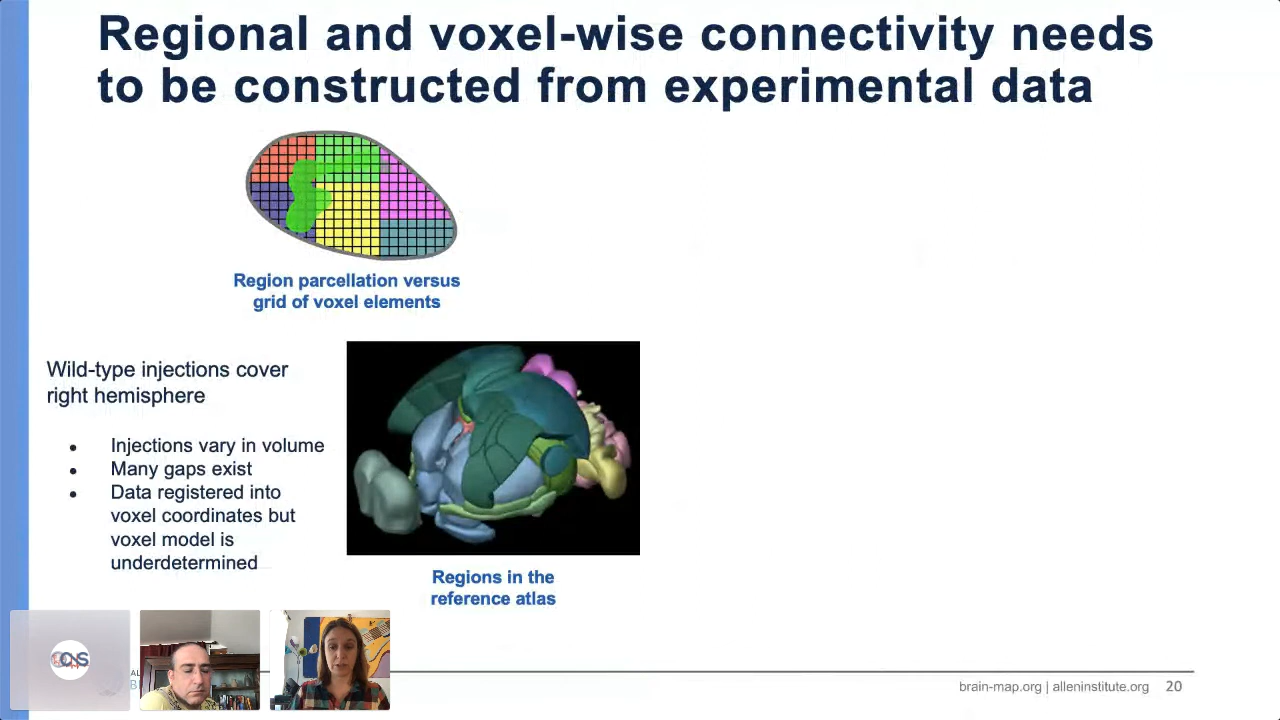 Regional and voxel-wise connectivity needs
to be constructed from experimental data
Region parcellation versus
grid of voxel elements
Wild-type injections cover
right hemisphere
• Injections vary in volume
• Many gaps exist
• Data registered into
voxel coordinates but
voxel model is
underdetermined
Regions in the
reference atlas
brain-map.org | alleninstitute.org 20